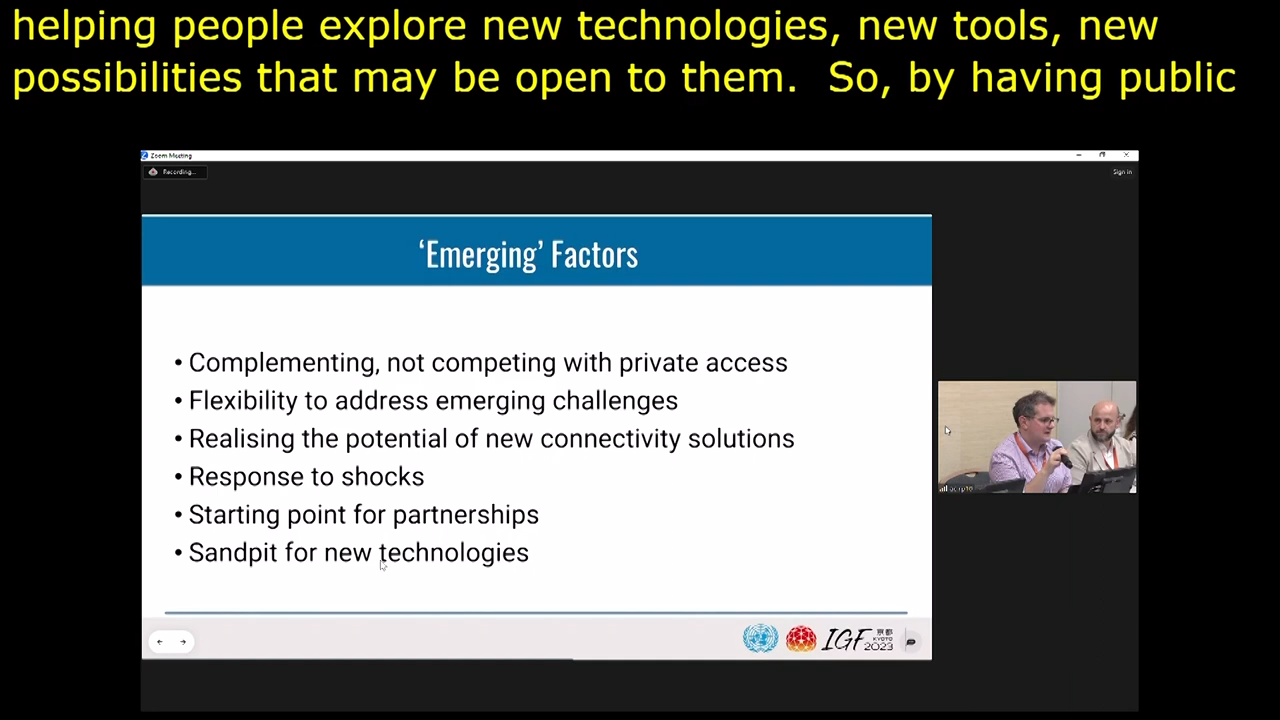 helping people explore new technologies, new tools, new
possibilities that may be open to them.  So, by having public
Zoom Meeting
Recording...
Sign in
‘Emerging’ Factors
• Complementing, not competing with private access
• Flexibility to address emerging challenges
• Realising the potential of new connectivity solutions
• Response to shocks
• Starting point for partnerships
• Sandpit for new technologies
IGF
京都
KYOTO
2023